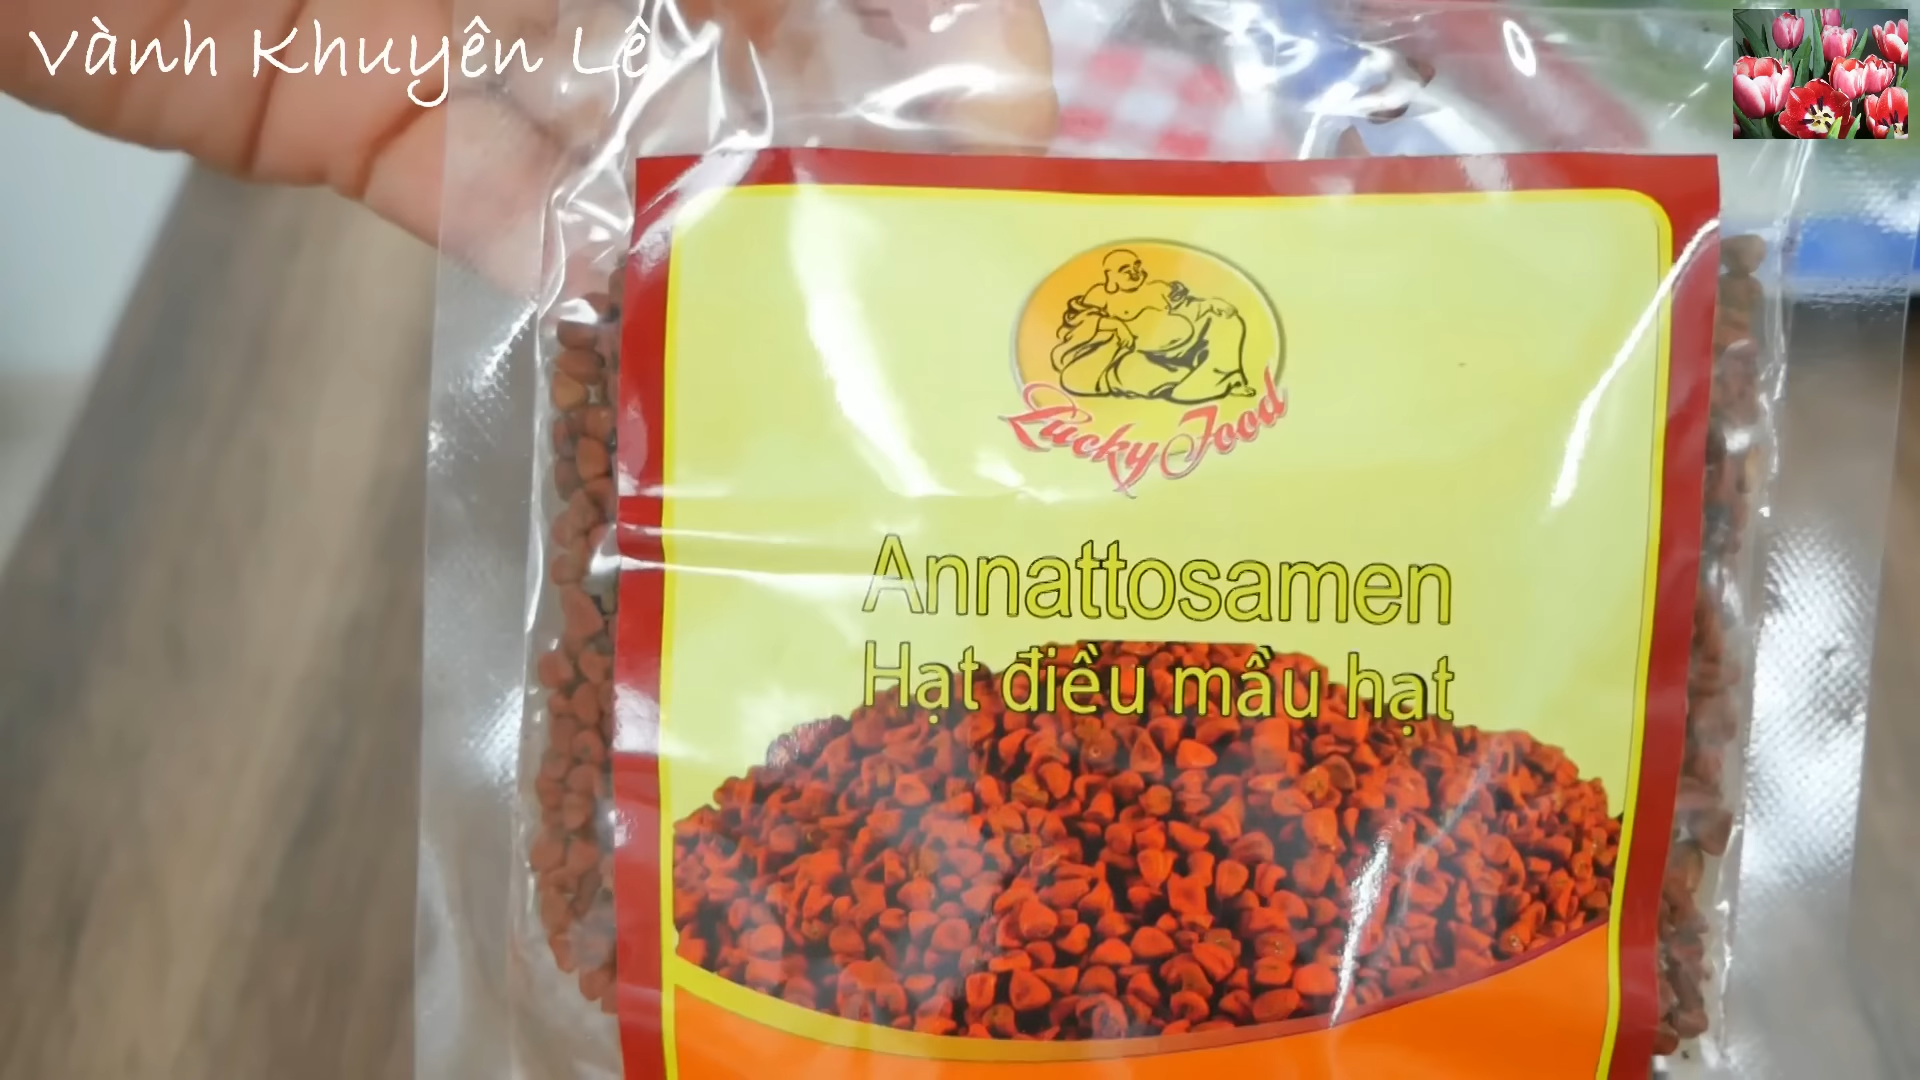 Vành Khuyên Lê
Lucky Food
Annattosamen
Hạt điều mầu hạt